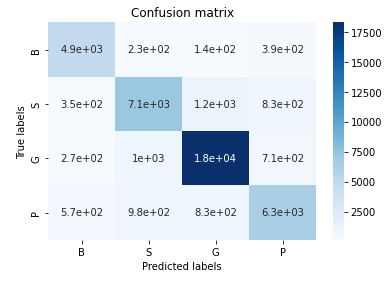 Confusion matrix
B 4.9e+03 2.3e+02 1.4e+02 3.9e+02
S 3.5e+02 7.1e+03 1.2e+03 8.3e+02
G 2.7e+02 1e+03 1.8e+04 7.1e+02
P 5.7e+02 9.8e+02 8.3e+02 6.3e+03
B S G P
True labels
Predicted labels
17500
15000
12500
10000
7500
5000
2500